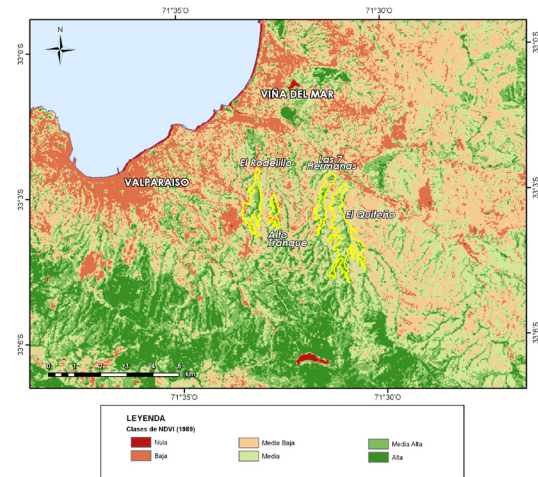 71°35'O
71°30'O
N
33°0'S
33°0'S
VIÑA DEL MAR
El Rodelillo
Las 7
Hermanas
VALPARAISO
33°3'S
33°3'S
El Quiteño
Alto
Tranque
33°6'S
33°6'S
0 1 2 3 4 5
Km
71°35'O
71°30'O
LEYENDA
Clases de NDVI (1989)
Nula
Media Baja
Media Alta
Baja
Media
Alta